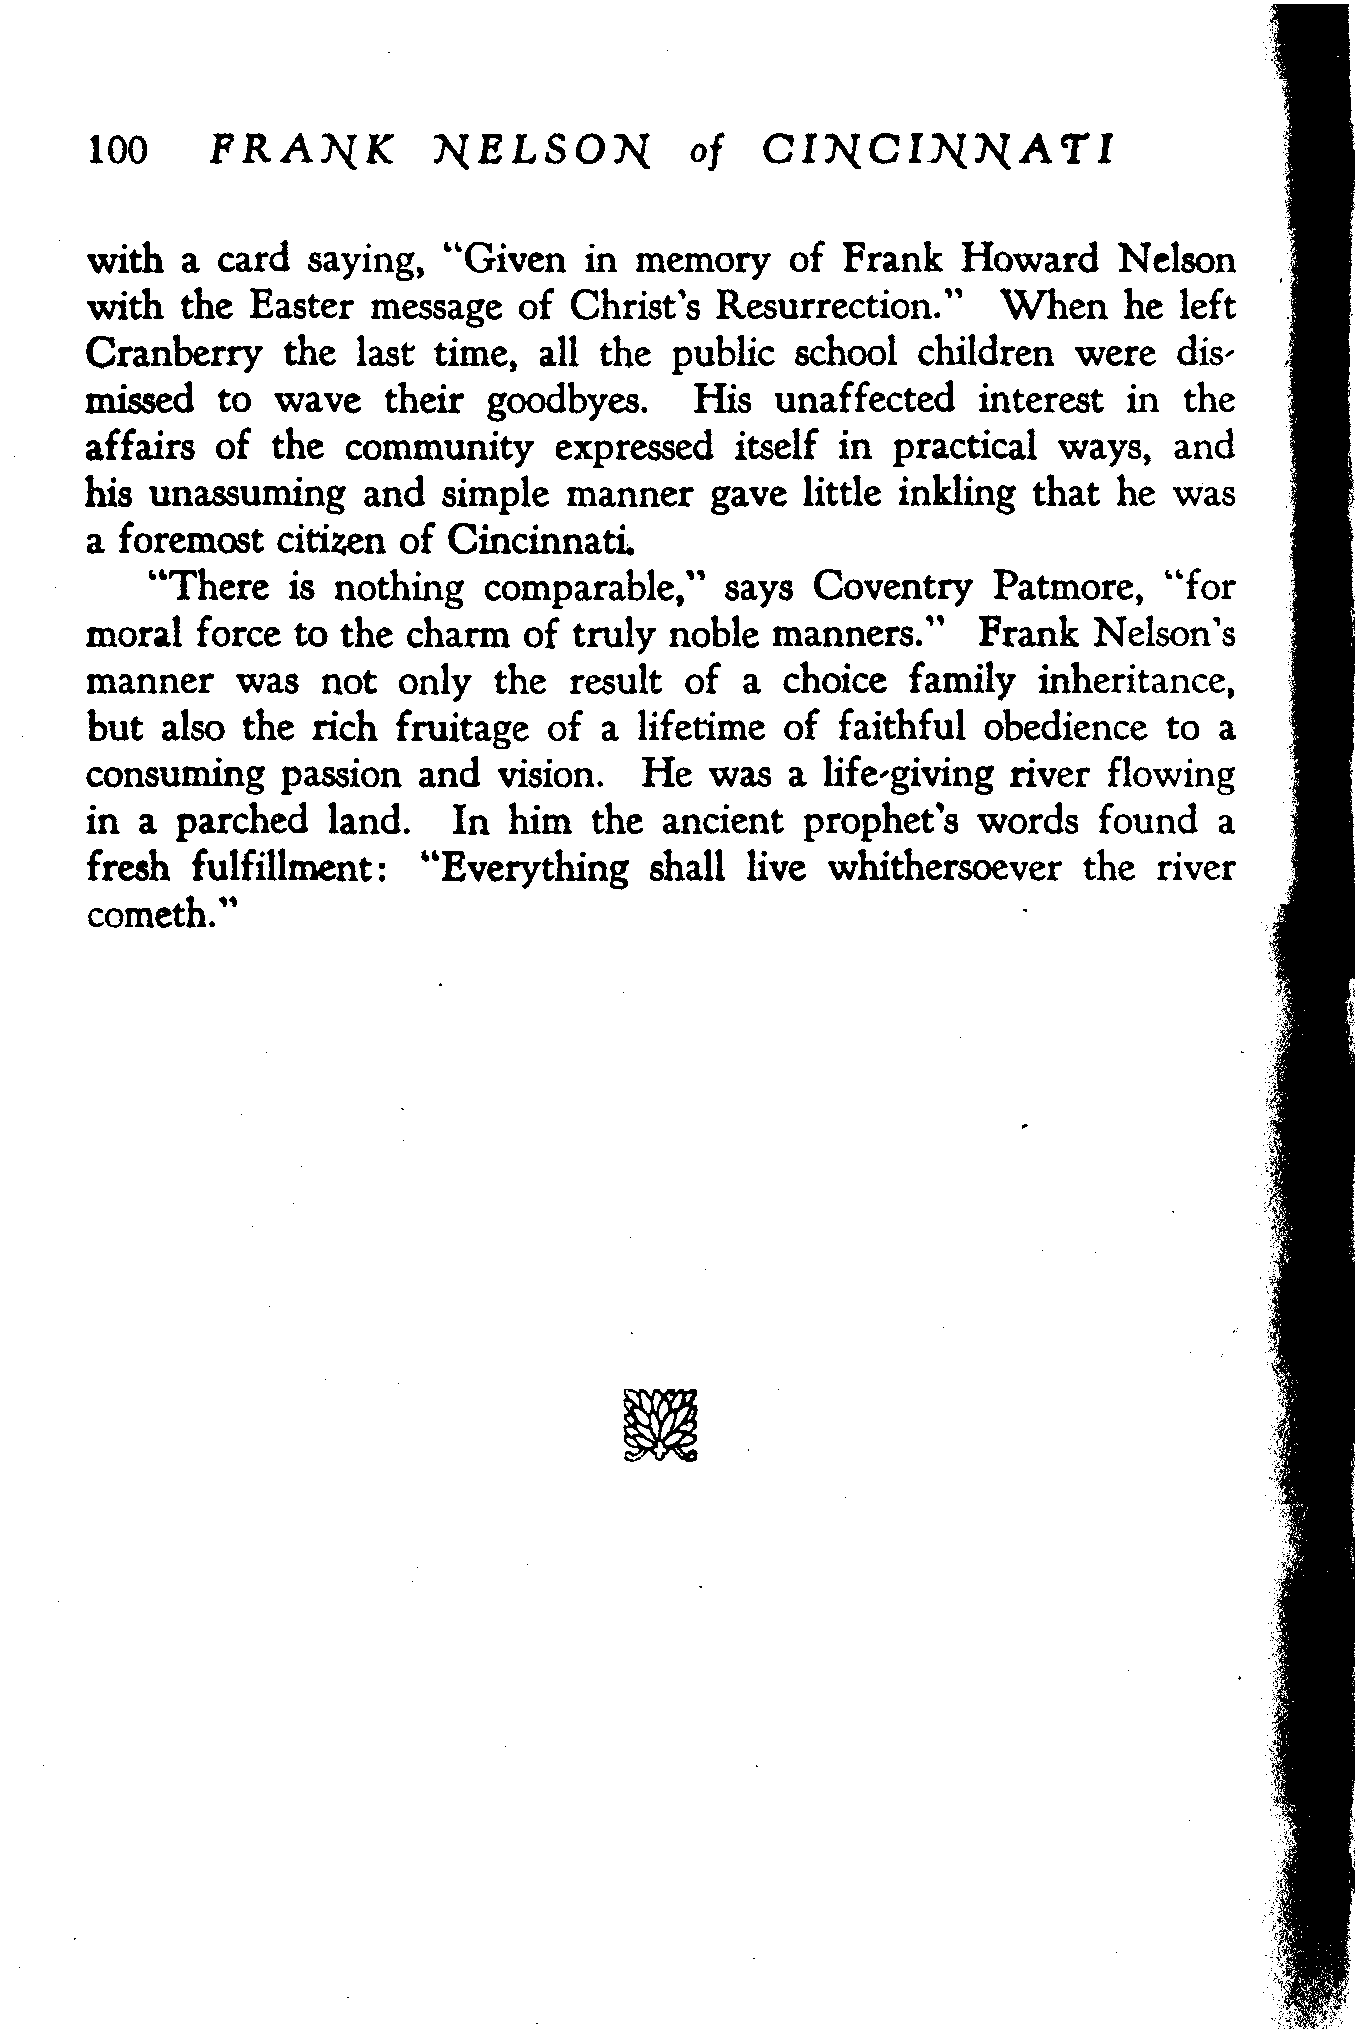 100 FRANK NELSON of CINCINNATI
with a card saying, “Given in memory of Frank Howard Nelson
with the Easter message of Christ's Resurrection.” When he left
Cranberry the last time, all the public school children were dis-
missed to wave their goodbyes. His unaffected interest in the
affairs of the community expressed itself in practical ways, and
his unassuming and simple manner gave little inkling that he was
a foremost citizen of Cincinnati.
“There is nothing comparable,” says Coventry Patmore, “for
moral force to the charm of truly noble manners.” Frank Nelson's
manner was not only the result of a choice family inheritance,
but also the rich fruitage of a lifetime of faithful obedience to a
consuming passion and vision. He was a life-giving river flowing
in a parched land. In him the ancient prophet's words found a
fresh fulfillment: “Everything shall live whithersoever the river
cometh.”